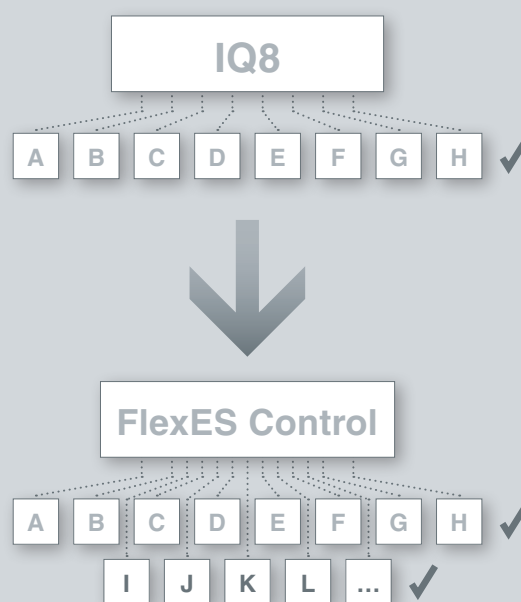 IQ8
A B C D E F G H
FlexES Control
A B C D E F G H
I J K L ...